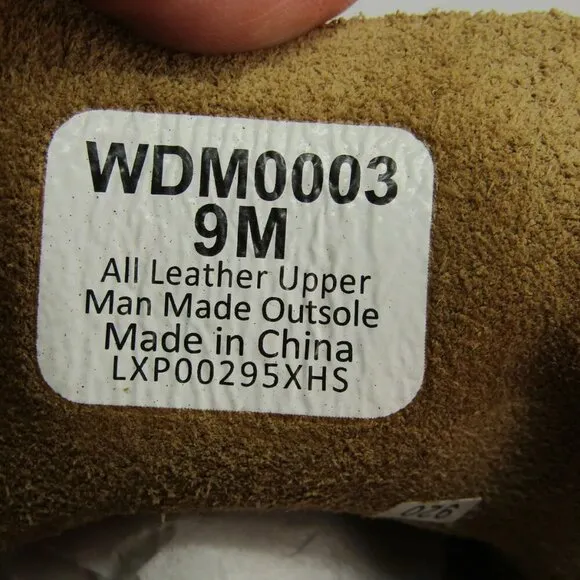 WDM0003
9M
All Leather Upper
Man Made Outsole
Made in China
LXP00295XHS